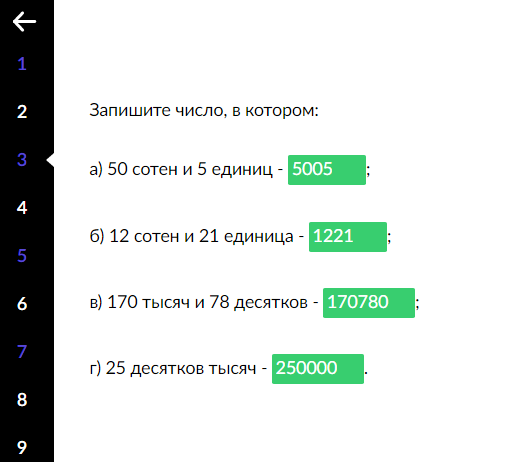 1
2
3
4
5
6
7
8
9
Запишите число, в котором:
а) 50 сотен и 5 единиц - 5005;
б) 12 сотен и 21 единица - 1221;
в) 170 тысяч и 78 десятков - 170780;
г) 25 десятков тысяч - 250000.